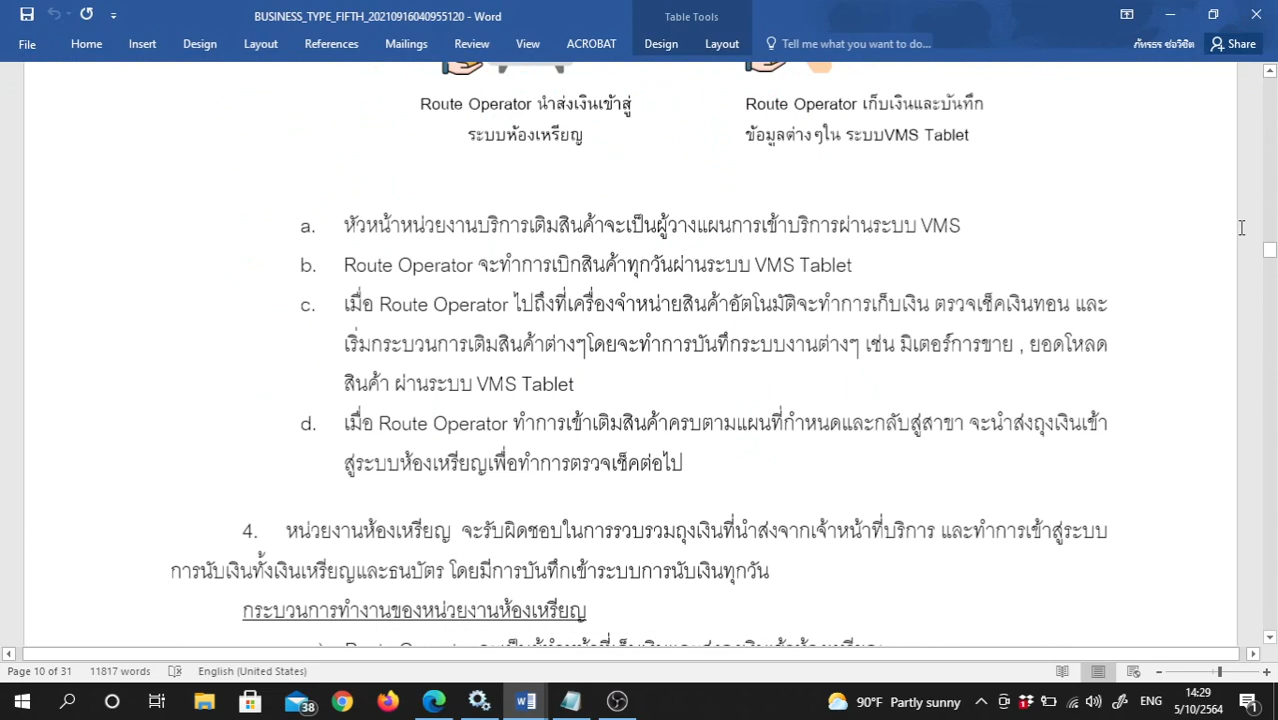 BUSINESS_TYPE_FIFTH_20210916040955120 - Word
Table Tools
File Home Insert Design Layout References Mailings Review View ACROBAT Design Layout Tell me what you want to do... ภัทรธร ช่อวิชิต Share
Route Operator นำส่งเงินเข้าสู่
ระบบห้องเหรียญ
Route Operator เก็บเงินและบันทึก
ข้อมูลต่างๆใน ระบบVMS Tablet
a. หัวหน้าหน่วยงานบริการเติมสินค้าจะเป็นผู้วางแผนการเข้าบริการผ่านระบบ VMS
b. Route Operator จะทำการเบิกสินค้าทุกวันผ่านระบบ VMS Tablet
c. เมื่อ Route Operator ไปถึงที่เครื่องจำหน่ายสินค้าอัตโนมัติจะทำการเก็บเงิน ตรวจเช็คเงินทอน และ
เริ่มกระบวนการเติมสินค้าต่างๆโดยจะทำการบันทึกระบบงานต่างๆ เช่น มิเตอร์การขาย , ยอดโหลด
สินค้า ผ่านระบบ VMS Tablet
d. เมื่อ Route Operator ทำการเข้าเติมสินค้าครบตามแผนที่กำหนดและกลับสู่สาขา จะนำส่งถุงเงินเข้า
สู่ระบบห้องเหรียญเพื่อทำการตรวจเช็คต่อไป
4. หน่วยงานห้องเหรียญ จะรับผิดชอบในการรวบรวมถุงเงินที่นำส่งจากเจ้าหน้าที่บริการ และทำการเข้าสู่ระบบ
การนับเงินทั้งเงินเหรียญและธนบัตร โดยมีการบันทึกเข้าระบบการนับเงินทุกวัน
กระบวนการทำงานของหน่วยงานห้องเหรียญ
Page 10 of 31 11817 words English (United States)
38 90°F Partly sunny ENG 14:29
5/10/2564 1